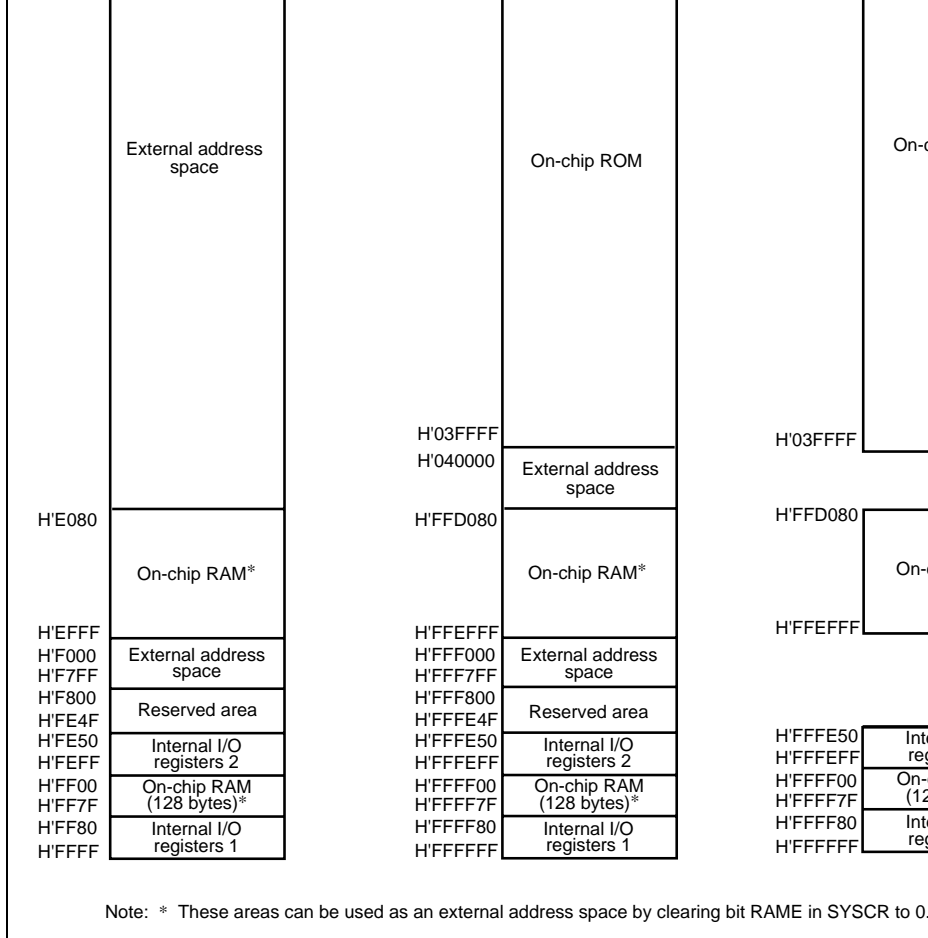 External address
space
H'E080
On-chip RAM*
H'EFFF
H'F000
External address
space
H'F7FF
H'F800
Reserved area
H'FE4F
H'FE50
Internal I/O
registers 2
H'FEFF
H'FF00
On-chip RAM
(128 bytes)*
H'FF7F
H'FF80
Internal I/O
registers 1
H'FFFF
On-chip ROM
H'03FFFF
H'040000
External address
space
H'FFD080
On-chip RAM*
H'FFEFFF
H'FFF000
External address
space
H'FFF7FF
H'FFF800
Reserved area
H'FFFE4F
H'FFFE50
Internal I/O
registers 2
H'FFFEFF
H'FFFF00
On-chip RAM
(128 bytes)*
H'FFFF7F
H'FFFF80
Internal I/O
registers 1
H'FFFFFF
H'03FFFF
H'FFD080
H'FFEFFF
H'FFFE50
H'FFFEFF
H'FFFF00
H'FFFF7F
H'FFFF80
H'FFFFFF
Note: * These areas can be used as an external address space by clearing bit RAME in SYSCR to 0.